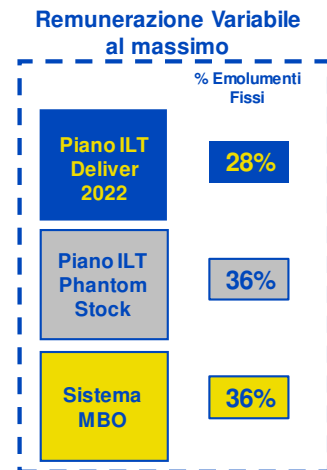 Remunerazione Variabile
al massimo
% Emolumenti
Fissi
Piano ILT
Deliver
2022
28%
Piano ILT
Phantom
Stock
36%
Sistema
MBO
36%